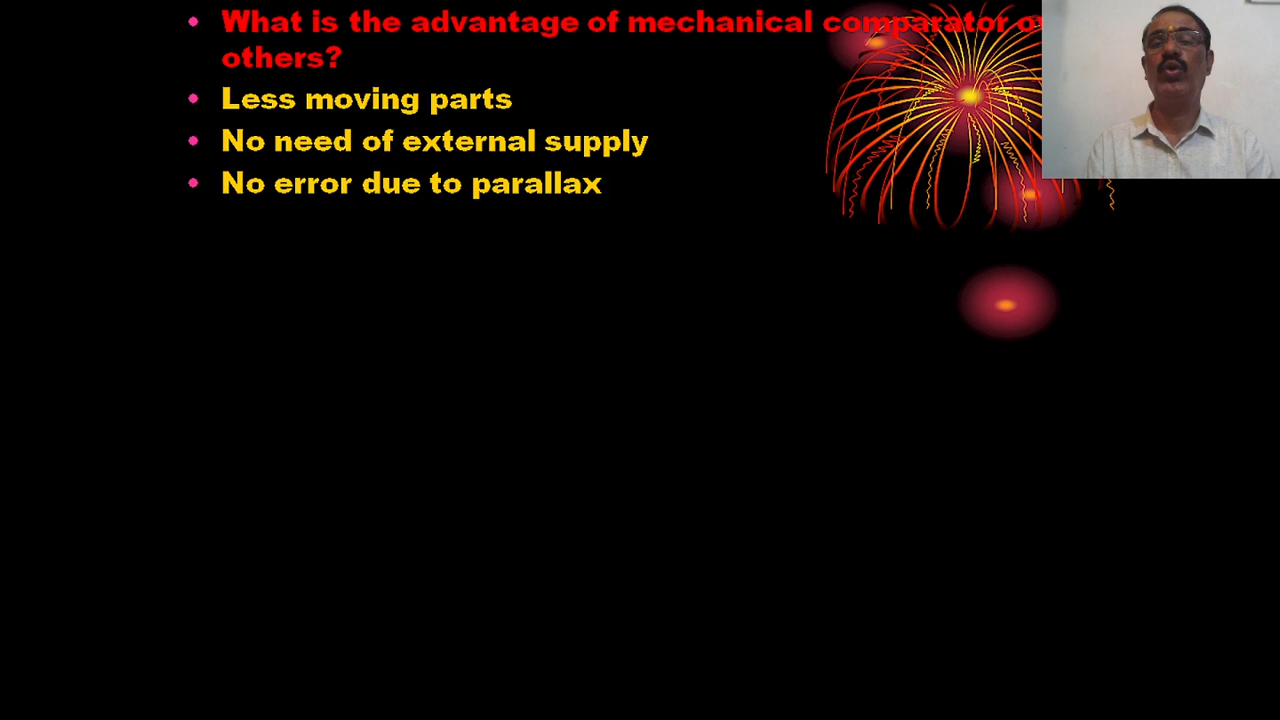 • What is the advantage of mechanical comparator
others?
• Less moving parts
• No need of external supply
• No error due to parallax